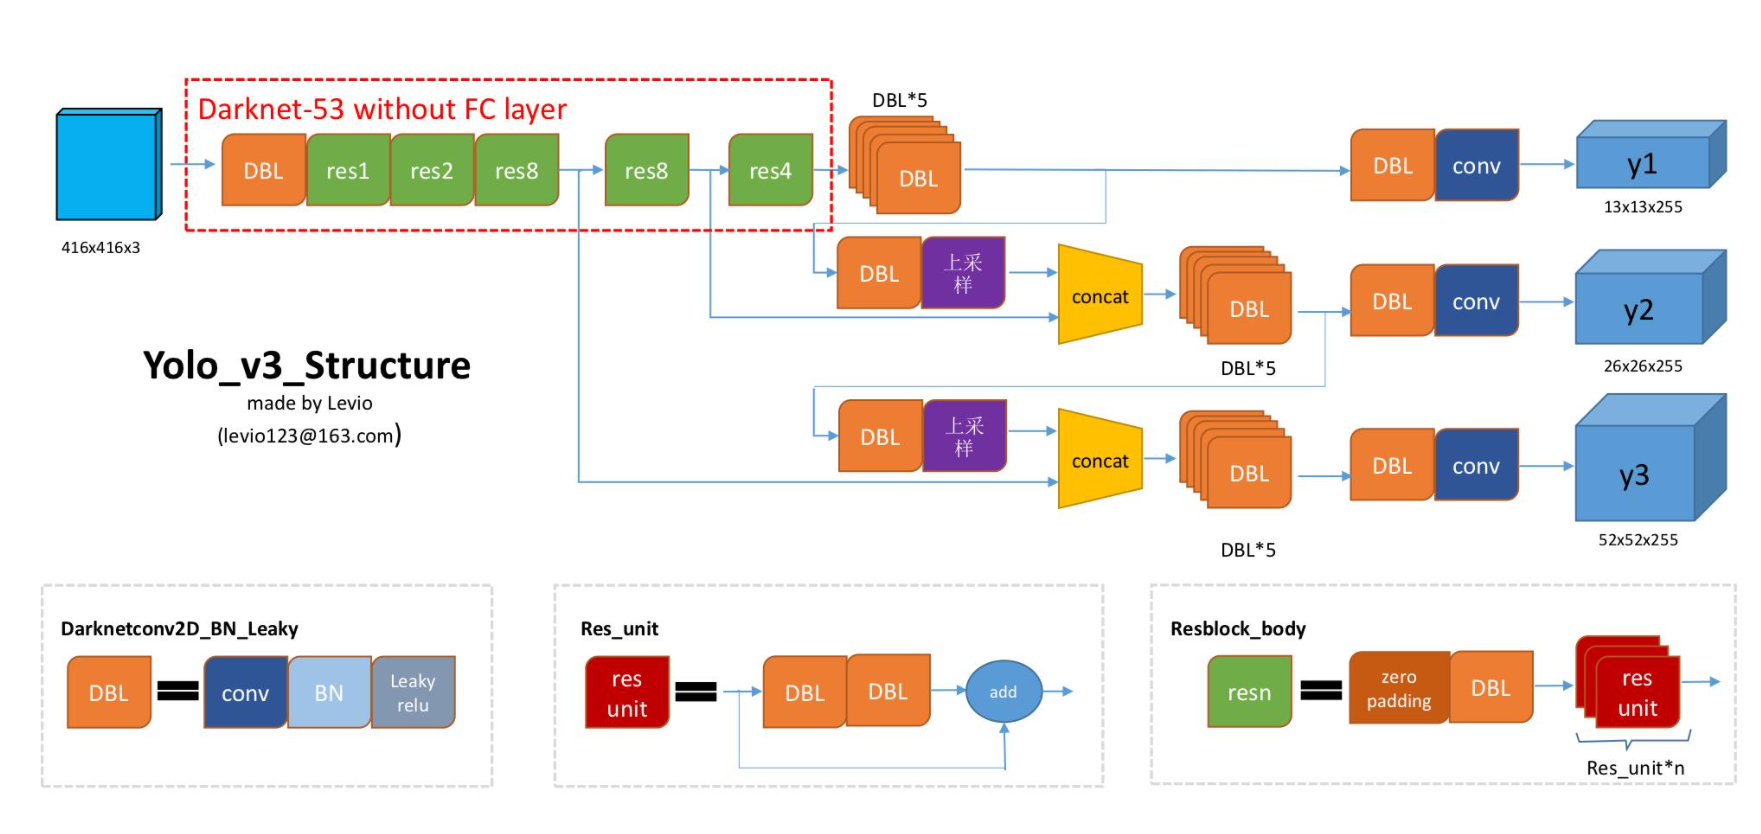 Darknet-53 without FC layer
DBL
res1
res2
res8
res8
res4
DBL*5
DBL
DBL
conv
y1
13x13x255
416x416x3
DBL
上采
样
concat
DBL
DBL*5
DBL
conv
y2
26x26x255
Yolo_v3_Structure
made by Levio
(levio123@163.com)
DBL
上采
样
concat
DBL
DBL*5
DBL
conv
y3
52x52x255
Darknetconv2D_BN_Leaky
DBL
conv
BN
Leaky
relu
Res_unit
res
unit
DBL
DBL
add
Resblock_body
resn
zero
padding
DBL
res
unit
Res_unit*n